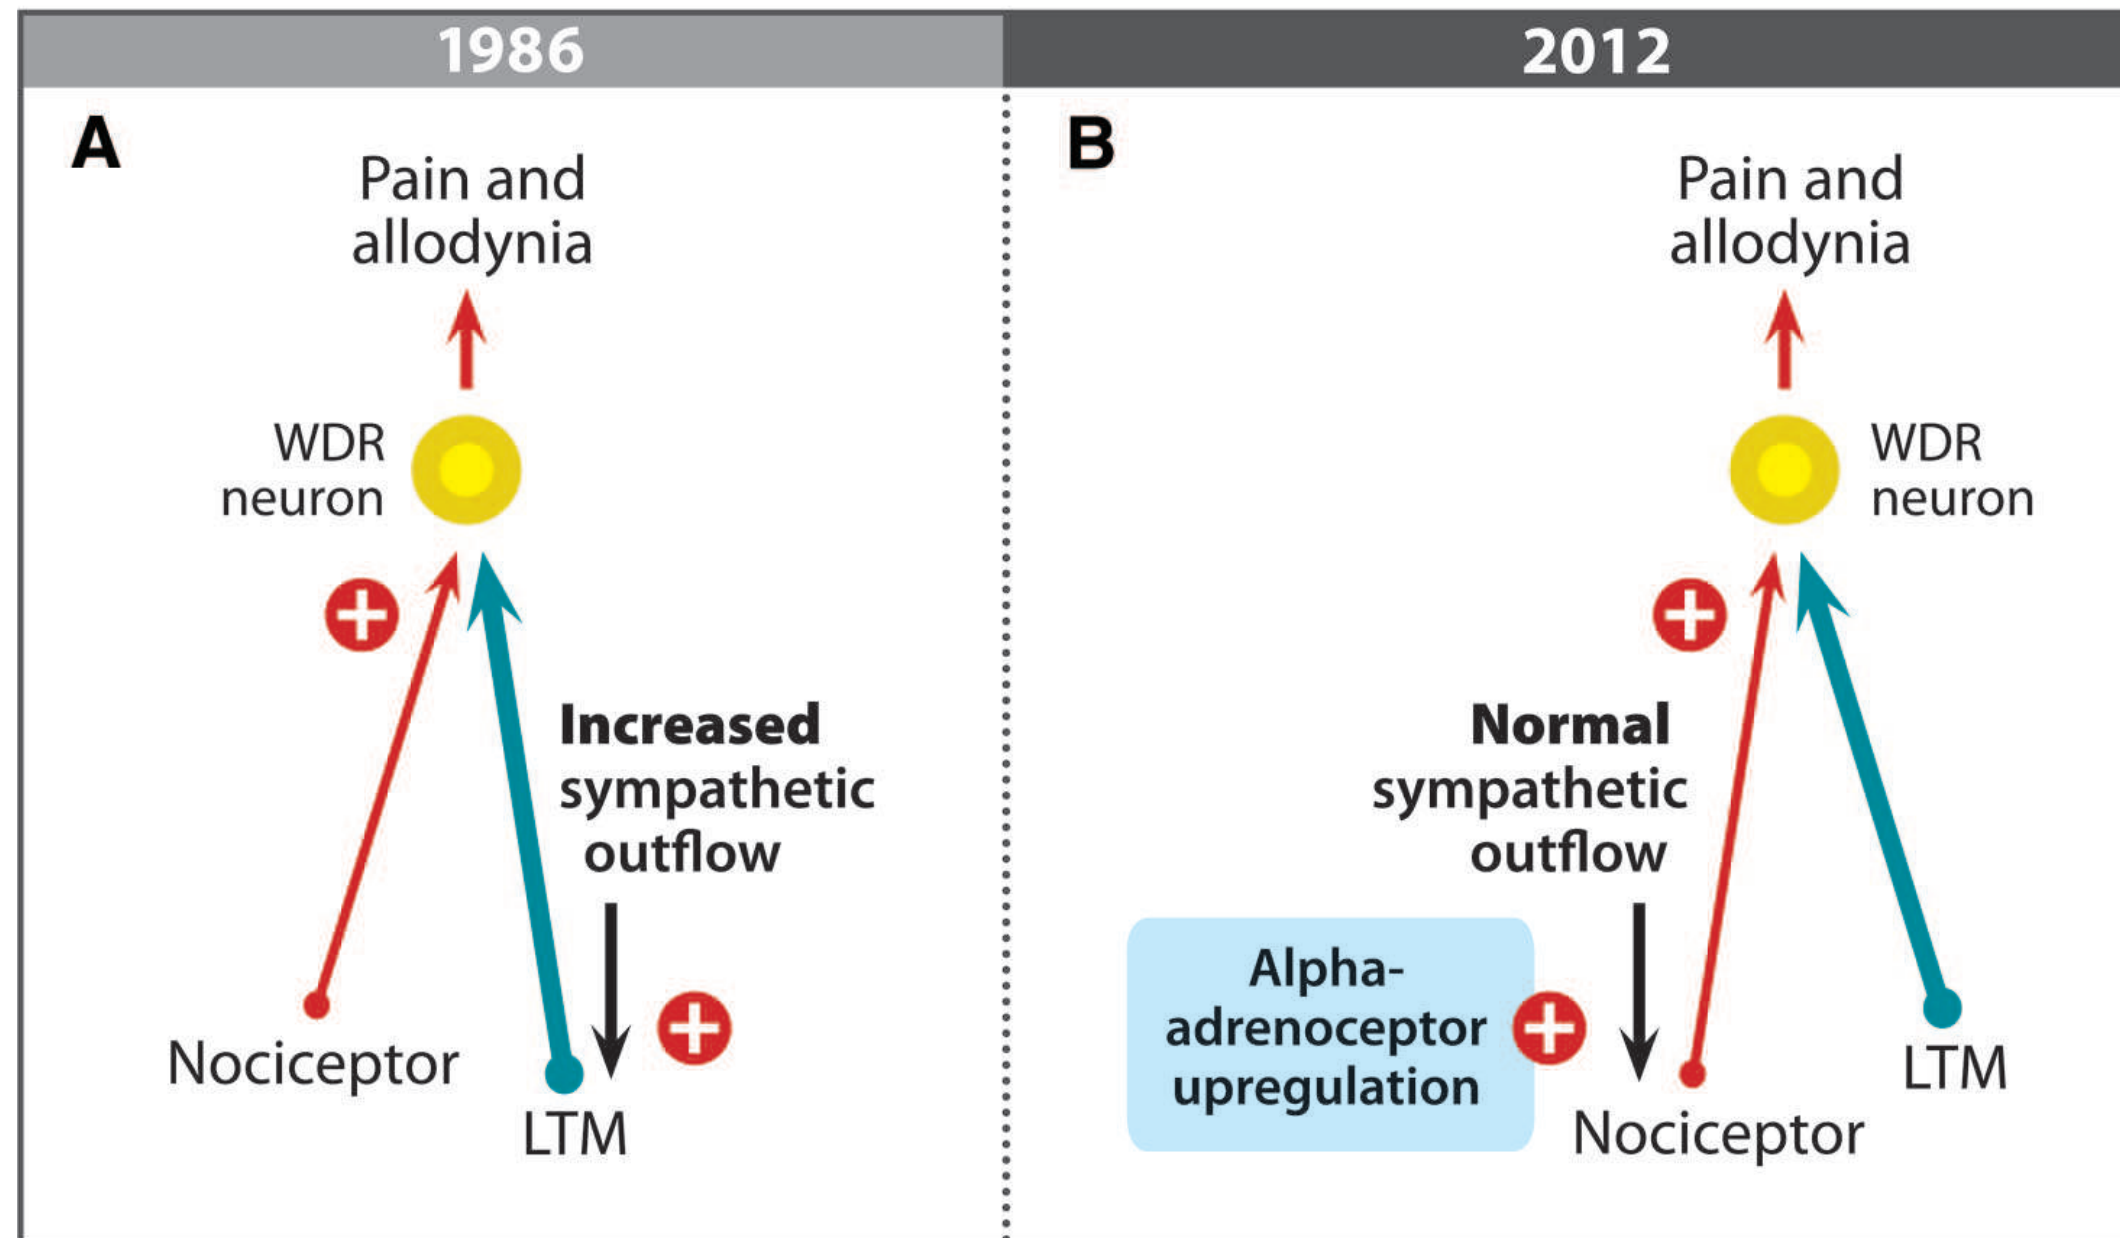 1986
A
Pain and
allodynia
WDR
neuron
Increased
sympathetic
outflow
Nociceptor
LTM
2012
B
Pain and
allodynia
WDR
neuron
Normal
sympathetic
outflow
Alpha-
adrenoceptor
upregulation
Nociceptor
LTM